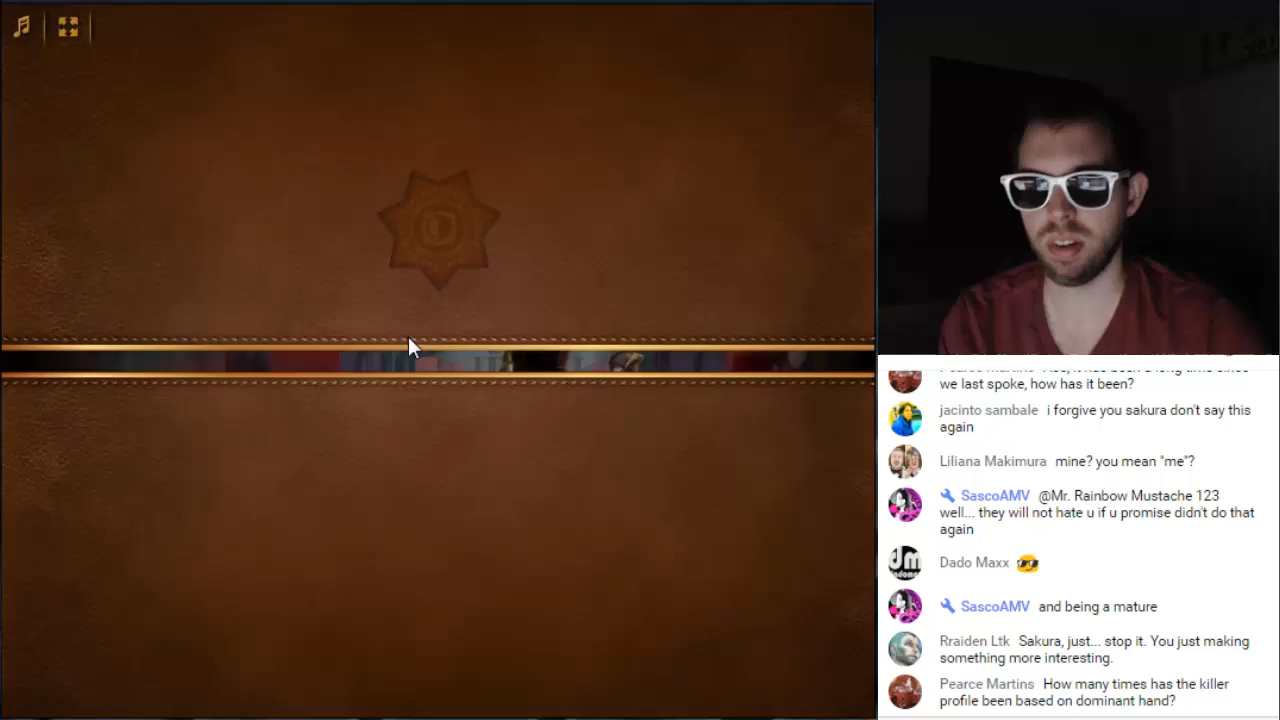 we last spoke, how has it been?
jacinto sambale i forgive you sakura don't say this
again
Liliana Makimura mine? you mean "me"?
SascoAMV @Mr. Rainbow Mustache 123
well... they will not hate u if u promise didn't do that
again
dm
Dado Maxx 😎
SascoAMV and being a mature
Rraiden Ltk Sakura, just... stop it. You just making
something more interesting.
Pearce Martins How many times has the killer
profile been based on dominant hand?